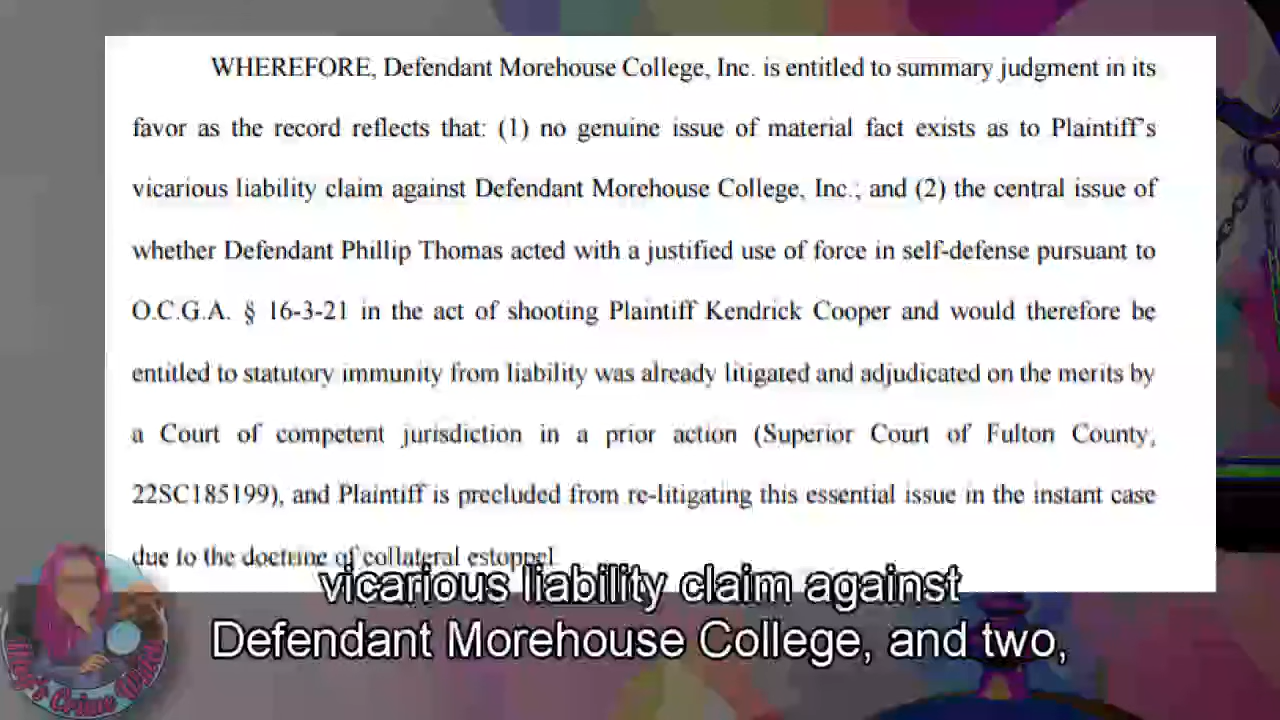 WHEREFORE, Defendant Morehouse College, Inc. is entitled to summary judgment in its
favor as the record reflects that: (1) no genuine issue of material fact exists as to Plaintiff's
vicarious liability claim against Defendant Morehouse College, Inc.; and (2) the central issue of
whether Defendant Phillip Thomas acted with a justified use of force in self-defense pursuant to
O.C.G.A. § 16-3-21 in the act of shooting Plaintiff Kendrick Cooper and would therefore be
entitled to statutory immunity from liability was already litigated and adjudicated on the merits by
a Court of competent jurisdiction in a prior action (Superior Court of Fulton County,
22SC185199), and Plaintiff is precluded from re-litigating this essential issue in the instant case
due to the doctrine of collateral estoppel.
vicarious liability claim against
Defendant Morehouse College, and two,
Crime